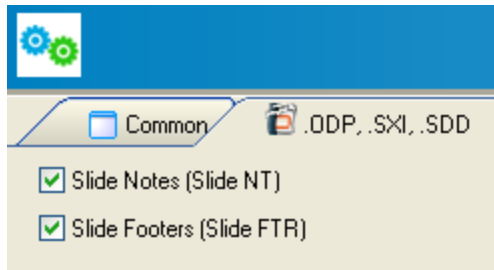 Common .ODP, .SXI, .SDD
Slide Notes (Slide NT)
Slide Footers (Slide FTR)